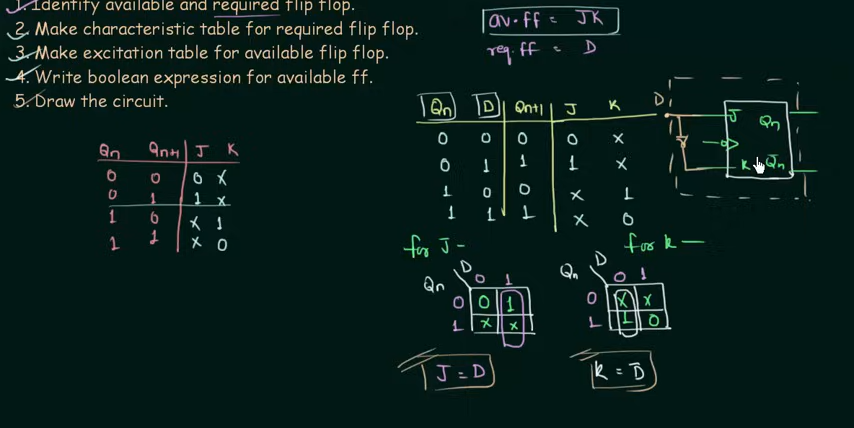 1. Identify available and required flip flop.
2. Make characteristic table for required flip flop.
3. Make excitation table for available flip flop.
4. Write boolean expression for available ff.
5. Draw the circuit.
av. ff = JK
req. ff = D
Qn Qn+1 J K
0 0 0 x
0 1 1 x
1 0 x 1
1 1 x 0
Qn D Qn+1 J K
0 0 0 0 x
0 1 1 1 x
1 0 0 x 1
1 1 1 x 0
D
J Qn
K Q̅n
for J -
for K —
D
Qn 0 1
0 0 1
1 x x
D
Qn 0 1
0 x x
1 1 0
J = D
K = D̅